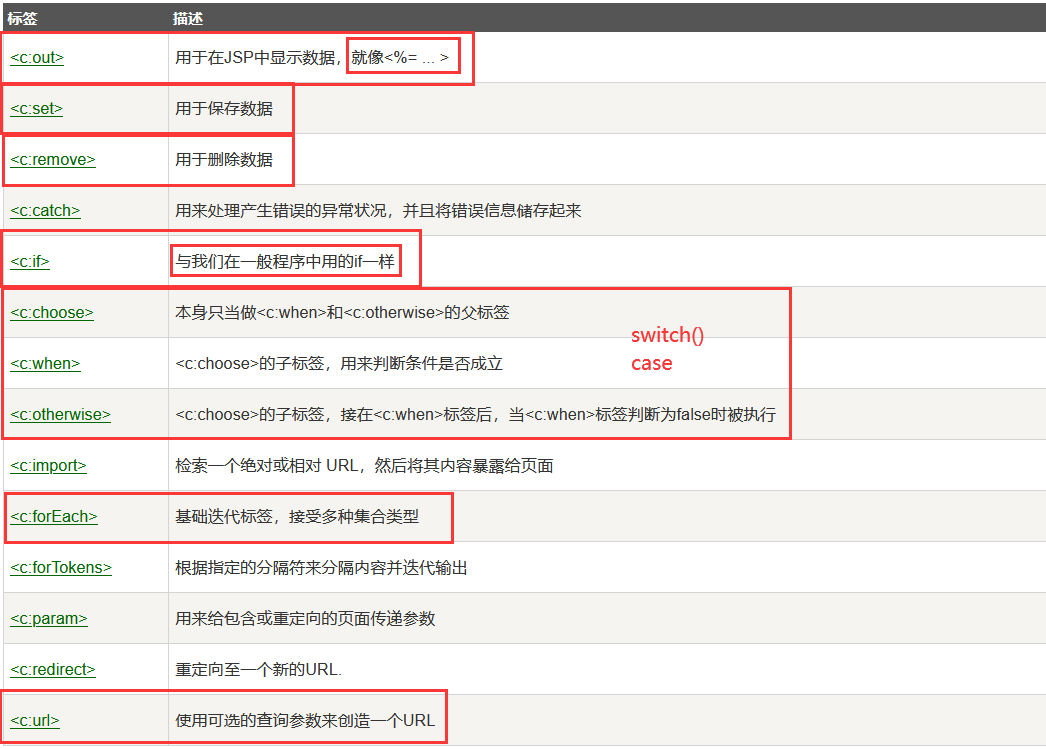 标签 描述
<c:out> 用于在JSP中显示数据，就像<%= ... >
<c:set> 用于保存数据
<c:remove> 用于删除数据
<c:catch> 用来处理产生错误的异常状况，并且将错误信息储存起来
<c:if> 与我们在一般程序中用的if一样
<c:choose> 本身只当做<c:when>和<c:otherwise>的父标签
switch()
<c:when> <c:choose>的子标签，用来判断条件是否成立
case
<c:otherwise> <c:choose>的子标签，接在<c:when>标签后，当<c:when>标签判断为false时被执行
<c:import> 检索一个绝对或相对 URL，然后将其内容暴露给页面
<c:forEach> 基础迭代标签，接受多种集合类型
<c:forTokens> 根据指定的分隔符来分隔内容并迭代输出
<c:param> 用来给包含或重定向的页面传递参数
<c:redirect> 重定向至一个新的URL.
<c:url> 使用可选的查询参数来创造一个URL